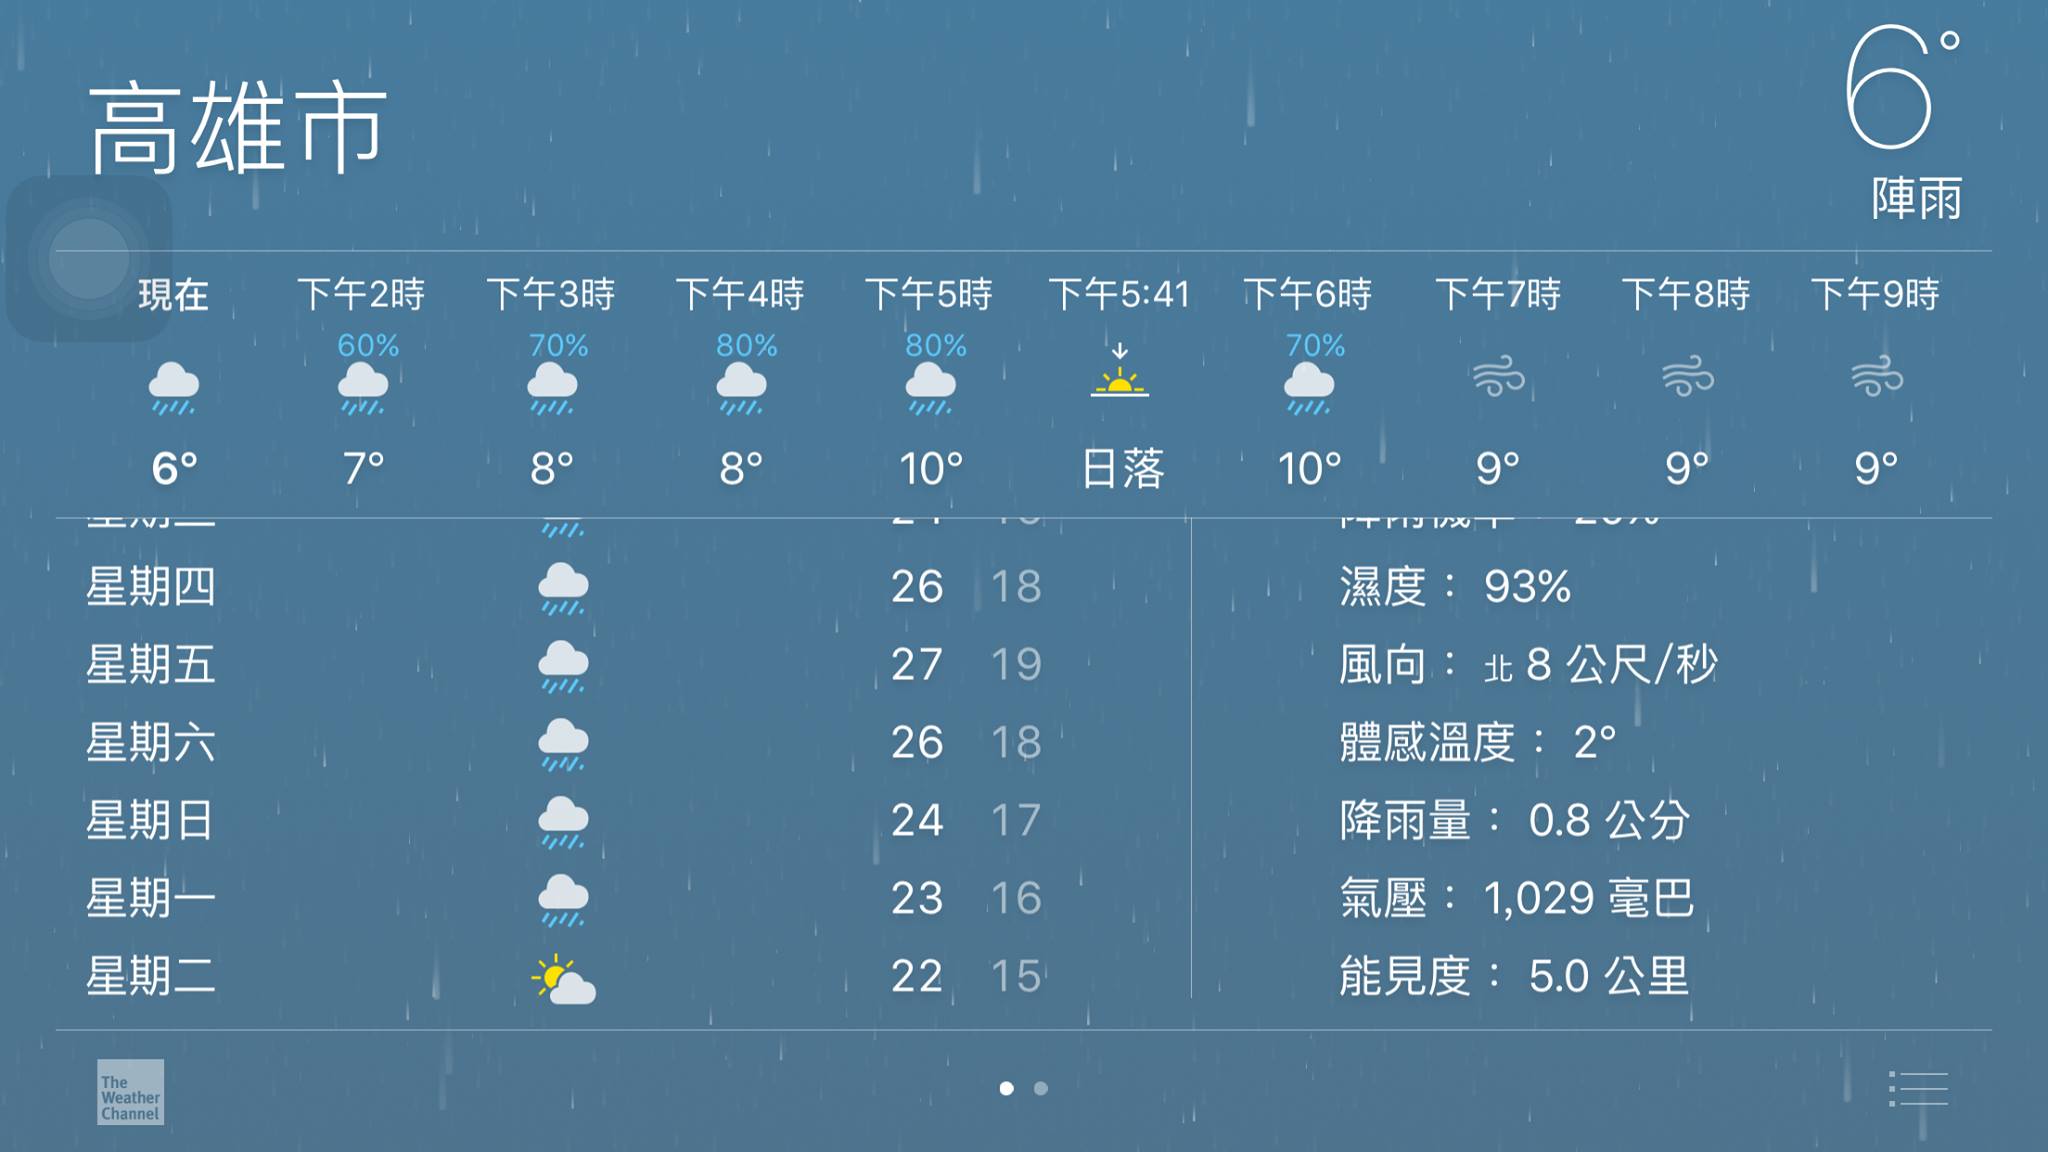 高雄市
6°
陣雨
現在 下午2時 下午3時 下午4時 下午5時 下午5:41 下午6時 下午7時 下午8時 下午9時
60% 70% 80% 80% 70%
6° 7° 8° 8° 10° 日落 10° 9° 9° 9°
星期四 26 18
星期五 27 19
星期六 26 18
星期日 24 17
星期一 23 16
星期二 22 15
濕度： 93%
風向： 北 8 公尺/秒
體感溫度： 2°
降雨量： 0.8 公分
氣壓： 1,029 毫巴
能見度： 5.0 公里
The
Weather
Channel